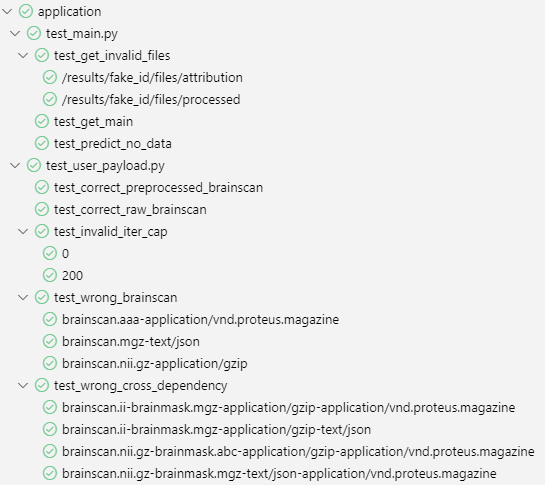 application
test_main.py
test_get_invalid_files
/results/fake_id/files/attribution
/results/fake_id/files/processed
test_get_main
test_predict_no_data
test_user_payload.py
test_correct_preprocessed_brainscan
test_correct_raw_brainscan
test_invalid_iter_cap
0
200
test_wrong_brainscan
brainscan.aaa-application/vnd.proteus.magazine
brainscan.mgz-text/json
brainscan.nii.gz-application/gzip
test_wrong_cross_dependency
brainscan.ii-brainmask.mgz-application/gzip-application/vnd.proteus.magazine
brainscan.ii-brainmask.mgz-application/gzip-text/json
brainscan.nii.gz-brainmask.abc-application/gzip-application/vnd.proteus.magazine
brainscan.nii.gz-brainmask.mgz-text/json-application/vnd.proteus.magazine